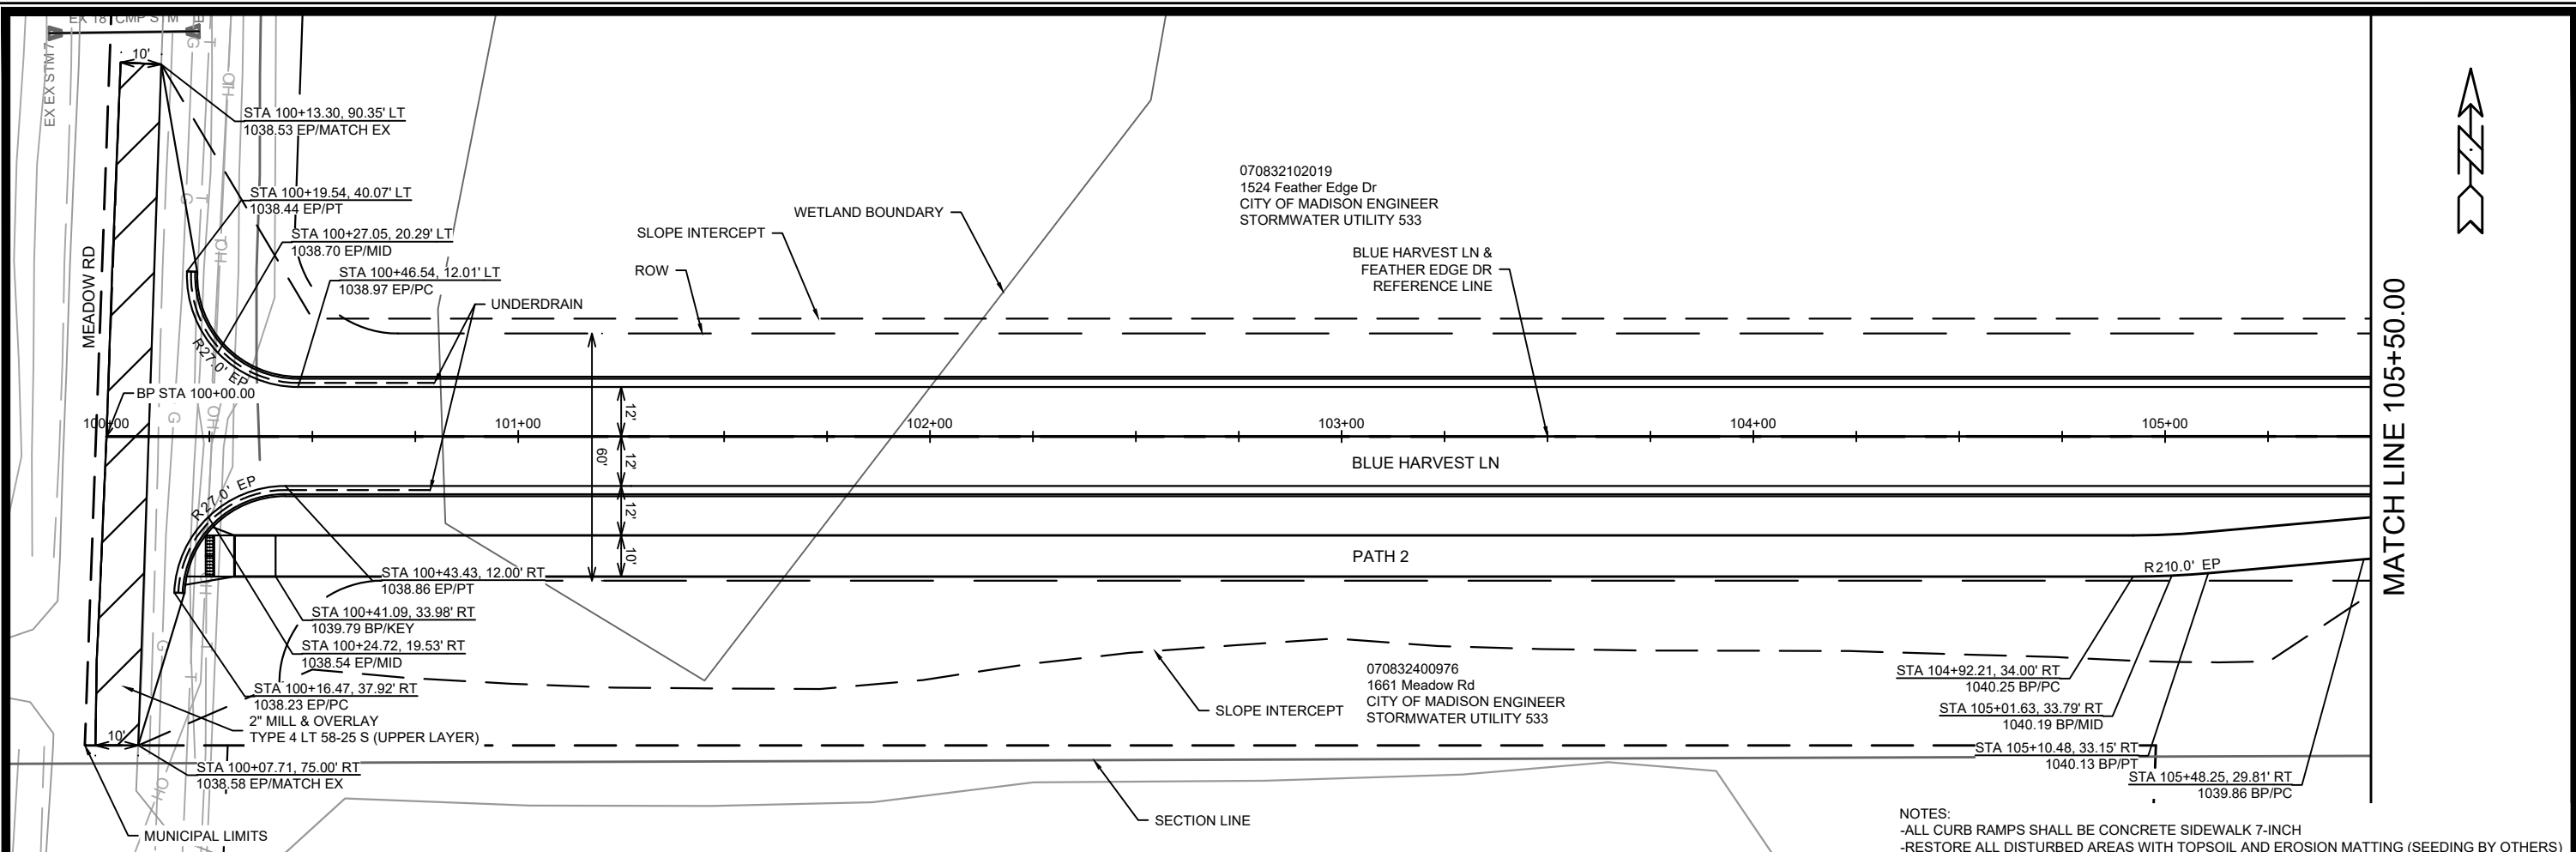 EX 18" CMP STM
EX EX STM 7
10'
STA 100+13.30, 90.35' LT
1038.53 EP/MATCH EX
STA 100+19.54, 40.07' LT
1038.44 EP/PT
STA 100+27.05, 20.29' LT
1038.70 EP/MID
STA 100+46.54, 12.01' LT
1038.97 EP/PC
UNDERDRAIN
MEADOW RD
R27.0' EP
BP STA 100+00.00
WETLAND BOUNDARY
SLOPE INTERCEPT
ROW
070832102019
1524 Feather Edge Dr
CITY OF MADISON ENGINEER
STORMWATER UTILITY 533
BLUE HARVEST LN &
FEATHER EDGE DR
REFERENCE LINE
MATCH LINE 105+50.00
N
100+00
101+00
102+00
103+00
104+00
105+00
12'
12'
60'
12'
10'
BLUE HARVEST LN
PATH 2
R27.0' EP
R210.0' EP
STA 100+43.43, 12.00' RT
1038.86 EP/PT
STA 100+41.09, 33.98' RT
1039.79 BP/KEY
STA 100+24.72, 19.53' RT
1038.54 EP/MID
STA 100+16.47, 37.92' RT
1038.23 EP/PC
2" MILL & OVERLAY
TYPE 4 LT 58-25 S (UPPER LAYER)
10'
STA 100+07.71, 75.00' RT
1038.58 EP/MATCH EX
MUNICIPAL LIMITS
SLOPE INTERCEPT
070832400976
1661 Meadow Rd
CITY OF MADISON ENGINEER
STORMWATER UTILITY 533
SECTION LINE
STA 104+92.21, 34.00' RT
1040.25 BP/PC
STA 105+01.63, 33.79' RT
1040.19 BP/MID
STA 105+10.48, 33.15' RT
1040.13 BP/PT
STA 105+48.25, 29.81' RT
1039.86 BP/PC
NOTES:
-ALL CURB RAMPS SHALL BE CONCRETE SIDEWALK 7-INCH
-RESTORE ALL DISTURBED AREAS WITH TOPSOIL AND EROSION MATTING (SEEDING BY OTHERS)